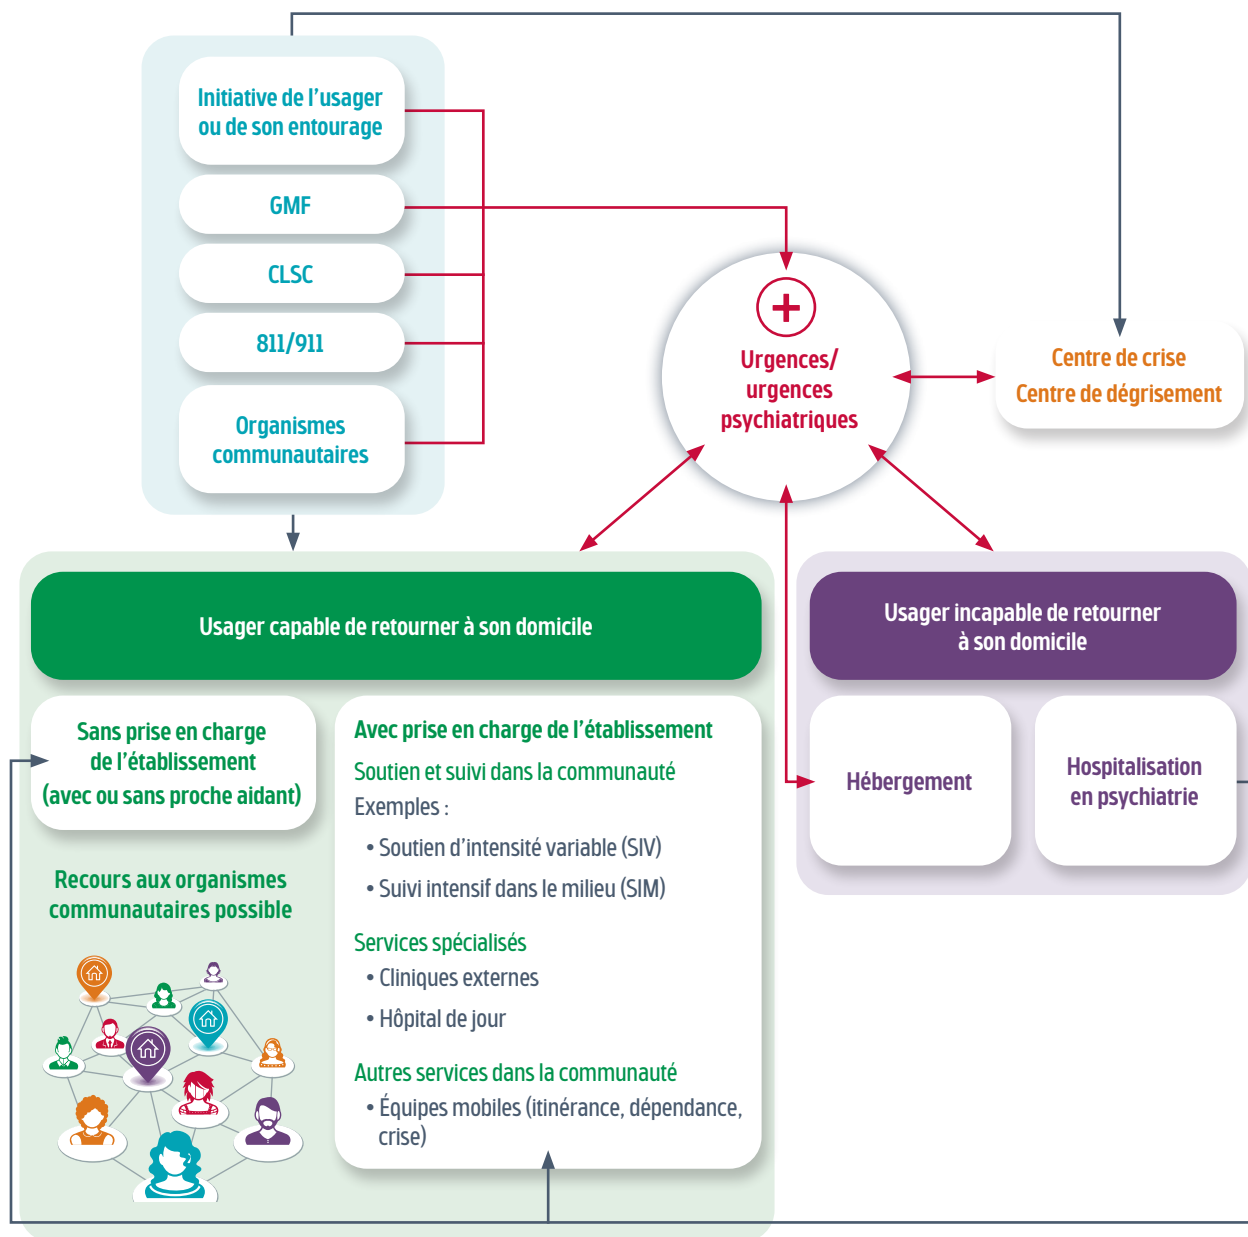 Initiative de l’usager
ou de son entourage
GMF
CLSC
811/911
Organismes
communautaires
Urgences/
urgences
psychiatriques
Centre de crise
Centre de dégrisement
Usager capable de retourner à son domicile
Sans prise en charge
de l’établissement
(avec ou sans proche aidant)
Recours aux organismes
communautaires possible
Avec prise en charge de l’établissement
Soutien et suivi dans la communauté
Exemples :
• Soutien d’intensité variable (SIV)
• Suivi intensif dans le milieu (SIM)
Services spécialisés
• Cliniques externes
• Hôpital de jour
Autres services dans la communauté
• Équipes mobiles (itinérance, dépendance,
crise)
Usager incapable de retourner
à son domicile
Hébergement
Hospitalisation
en psychiatrie